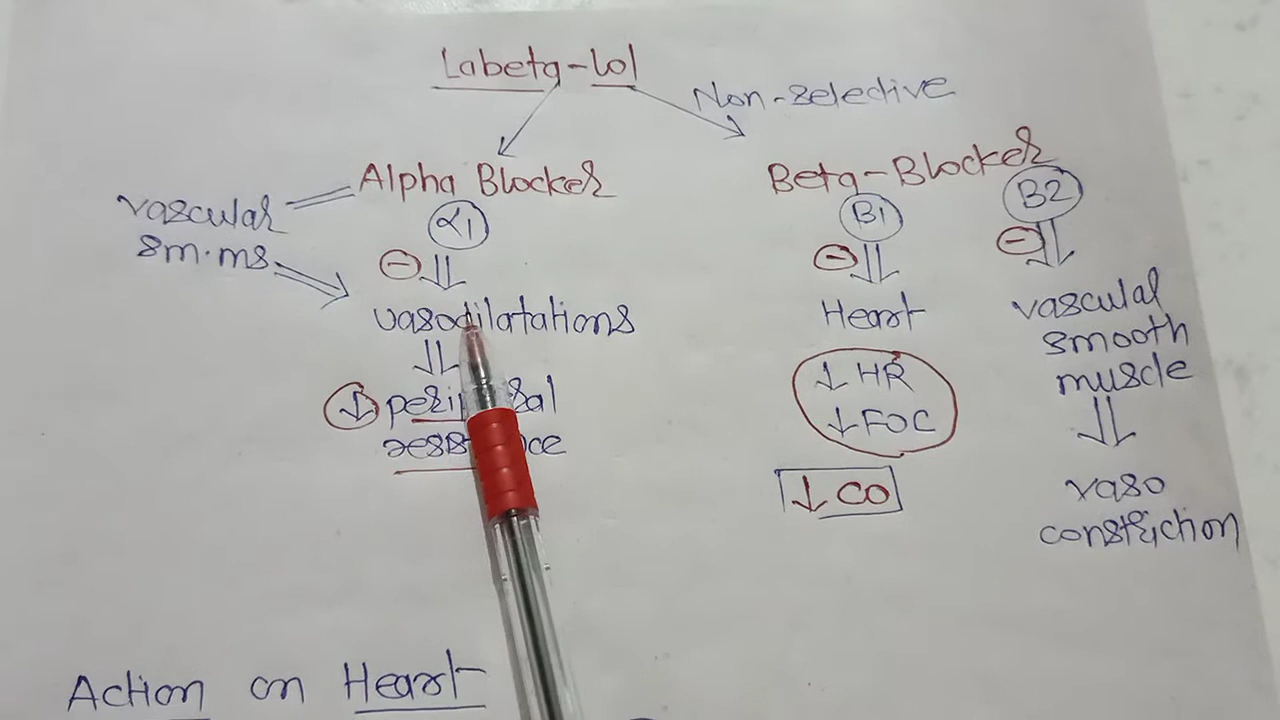 Labeta-lol
Non-selective
Alpha Blocker
Beta-Blocker
vascular
sm.ms
α1
B1
B2
-
-
-
vasodilatations
Heart
vascular
smooth
muscle
↓ HR
↓ FOC
↓
↓ CO
vaso
constriction
Action on Heart